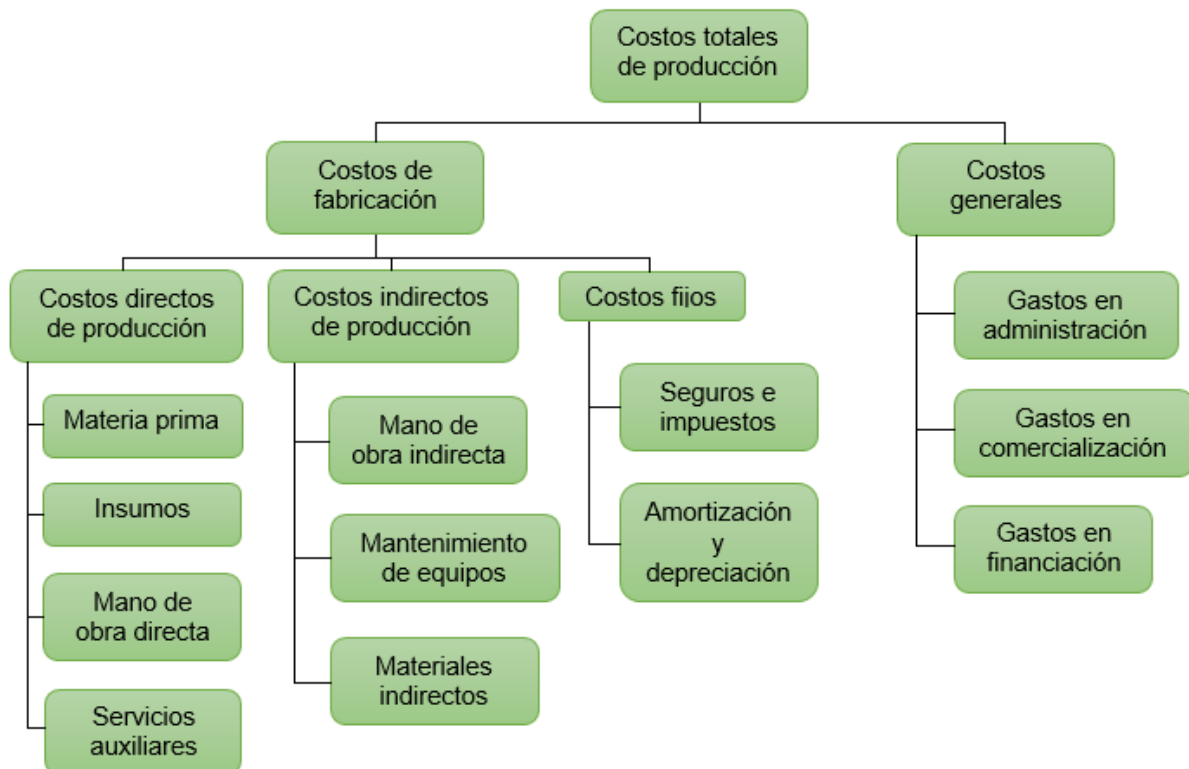 Costos totales
de producción
Costos de
fabricación
Costos
generales
Costos directos
de producción
Materia prima
Insumos
Mano de
obra directa
Servicios
auxiliares
Costos indirectos
de producción
Mano de
obra indirecta
Mantenimiento
de equipos
Materiales
indirectos
Costos fijos
Seguros e
impuestos
Amortización
y
depreciación
Gastos en
administración
Gastos en
comercialización
Gastos en
financiación